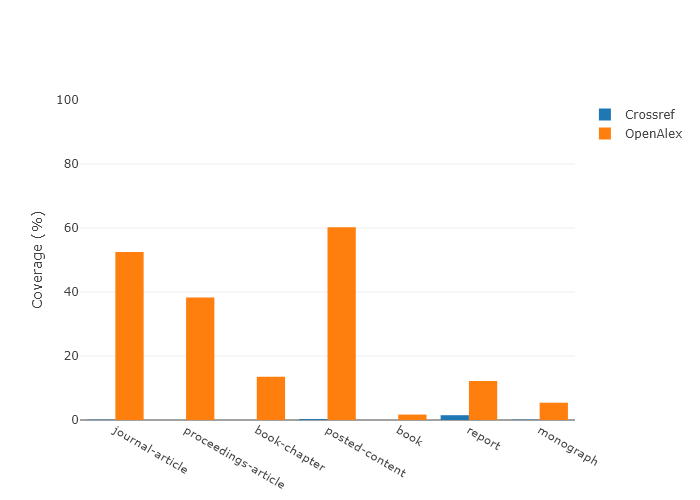 100
80
60
40
20
0
Coverage (%)
journal-article
proceedings-article
book-chapter
posted-content
book
report
monograph
Crossref
OpenAlex